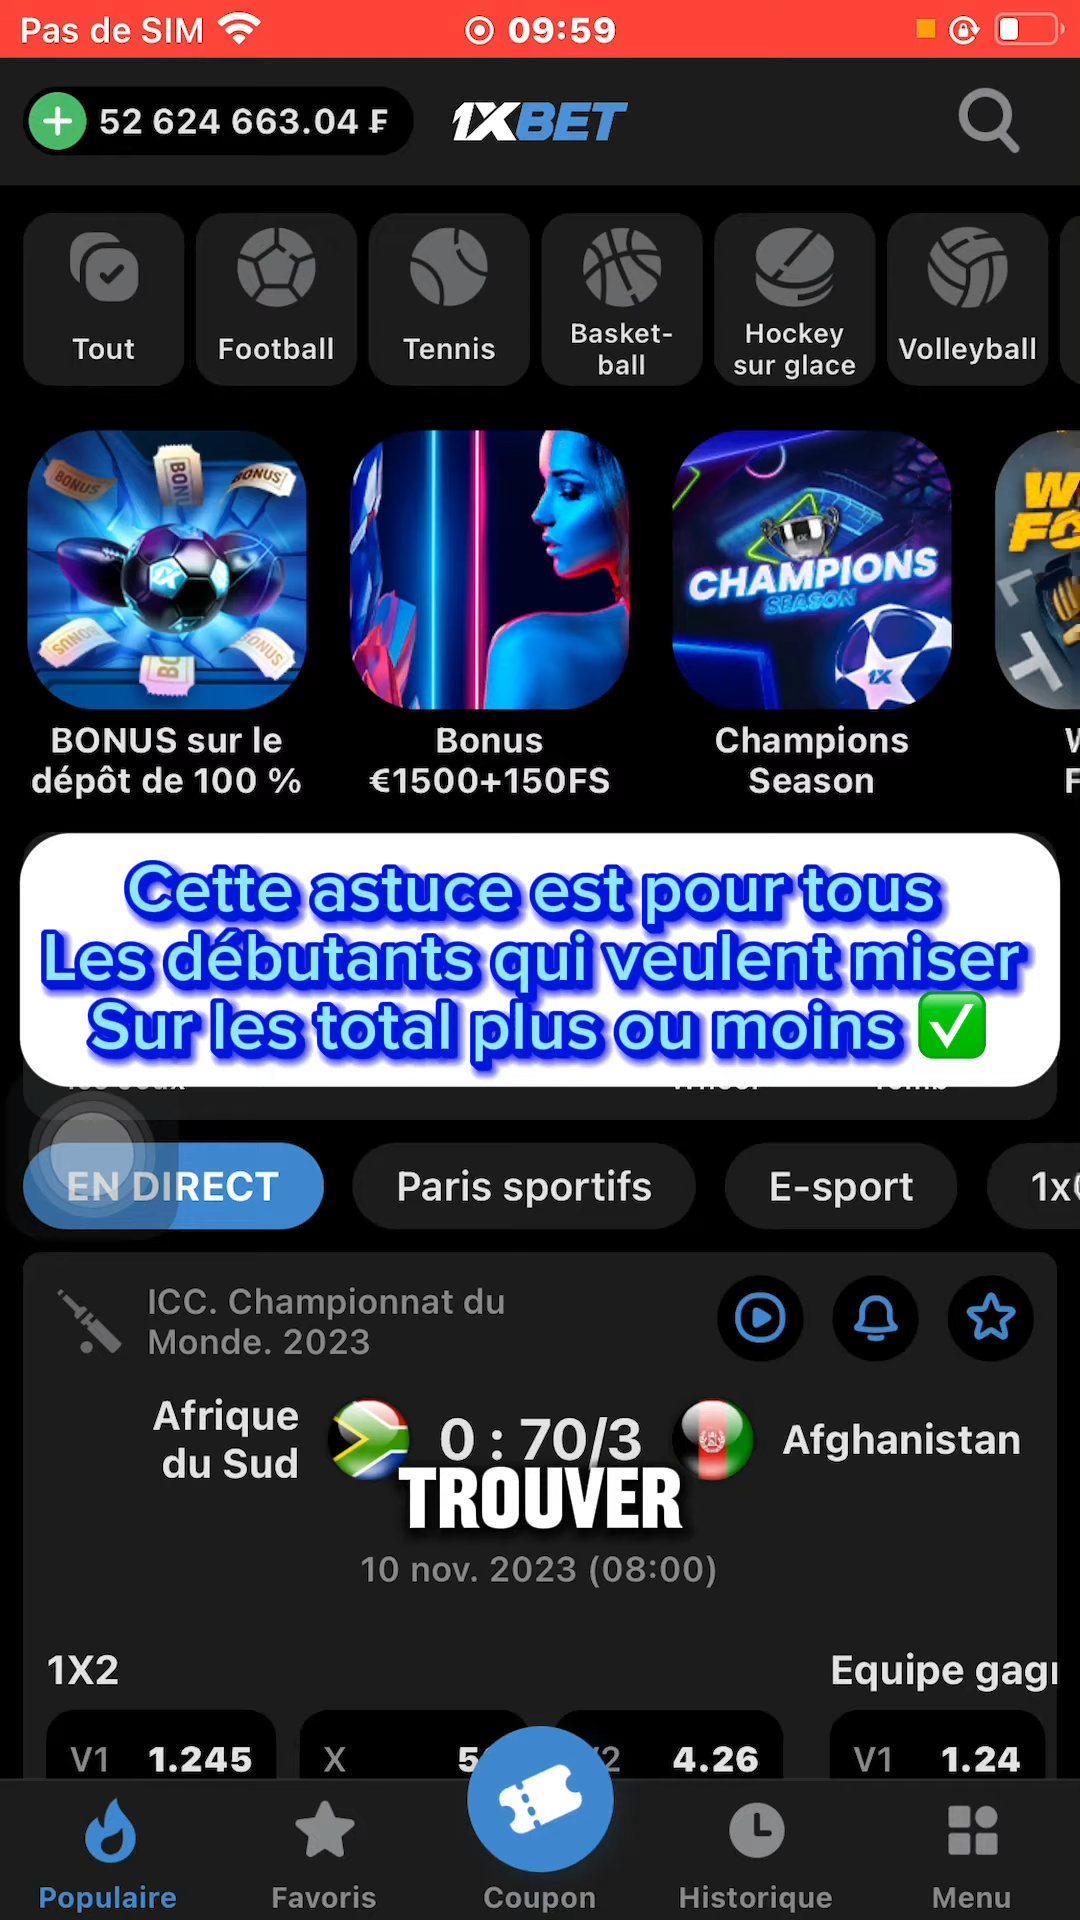 Pas de SIM 09:59
52 624 663.04 ₣ 1XBET
Tout Football Tennis Basket-
ball Hockey
sur glace Volleyball
BONUS BONUS
CHAMPIONS
SEASON
1X
BONUS sur le
dépôt de 100 %
Bonus
€1500+150FS
Champions
Season
Cette astuce est pour tous
Les débutants qui veulent miser
Sur les total plus ou moins ✅
EN DIRECT Paris sportifs E-sport
ICC. Championnat du
Monde. 2023
Afrique
du Sud
0 : 70/3
Afghanistan
TROUVER
10 nov. 2023 (08:00)
1X2
V1 1.245 X 4.26 V1 1.24
Populaire Favoris Coupon Historique Menu